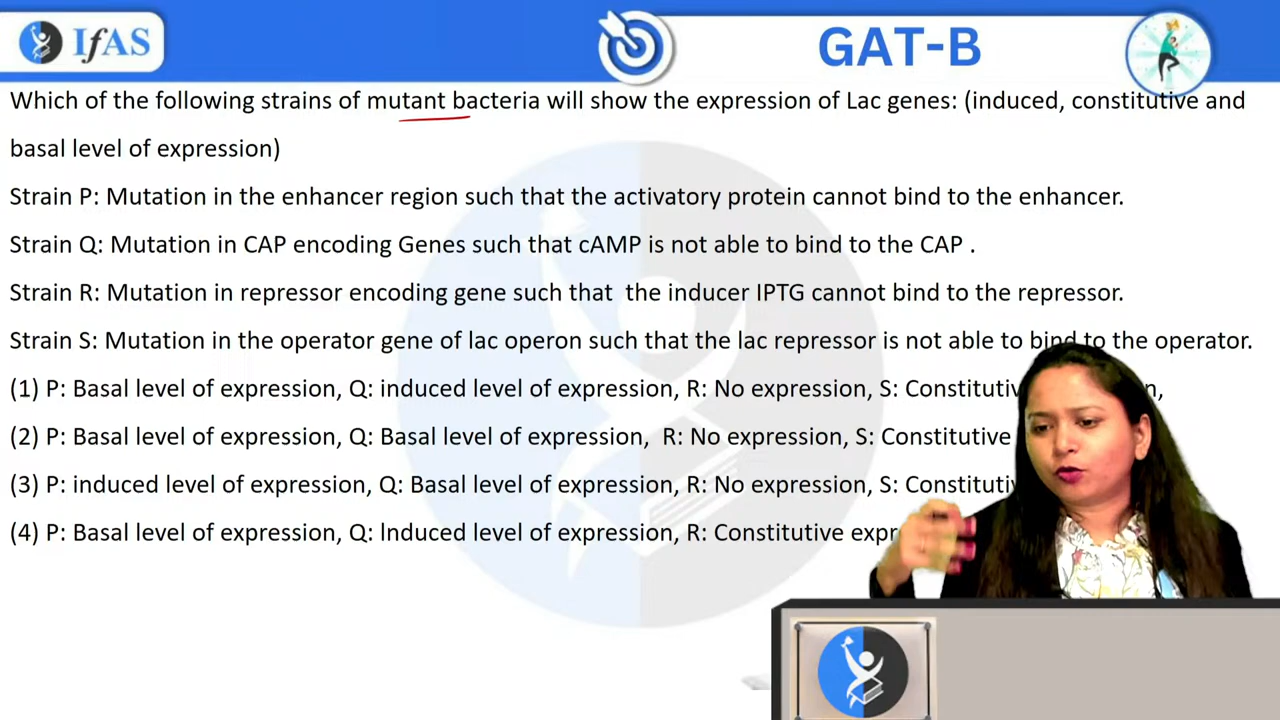 IfAS
GAT-B
Which of the following strains of mutant bacteria will show the expression of Lac genes: (induced, constitutive and
basal level of expression)
Strain P: Mutation in the enhancer region such that the activatory protein cannot bind to the enhancer.
Strain Q: Mutation in CAP encoding Genes such that cAMP is not able to bind to the CAP .
Strain R: Mutation in repressor encoding gene such that the inducer IPTG cannot bind to the repressor.
Strain S: Mutation in the operator gene of lac operon such that the lac repressor is not able to bind to the operator.
(1) P: Basal level of expression, Q: induced level of expression, R: No expression, S:
(2) P: Basal level of expression, Q: Basal level of expression, R: No expression, S: Constitutive
(3) P: induced level of expression, Q: Basal level of expression, R: No expression, S:
(4) P: Basal level of expression, Q: Induced level of expression, R: Constitutive